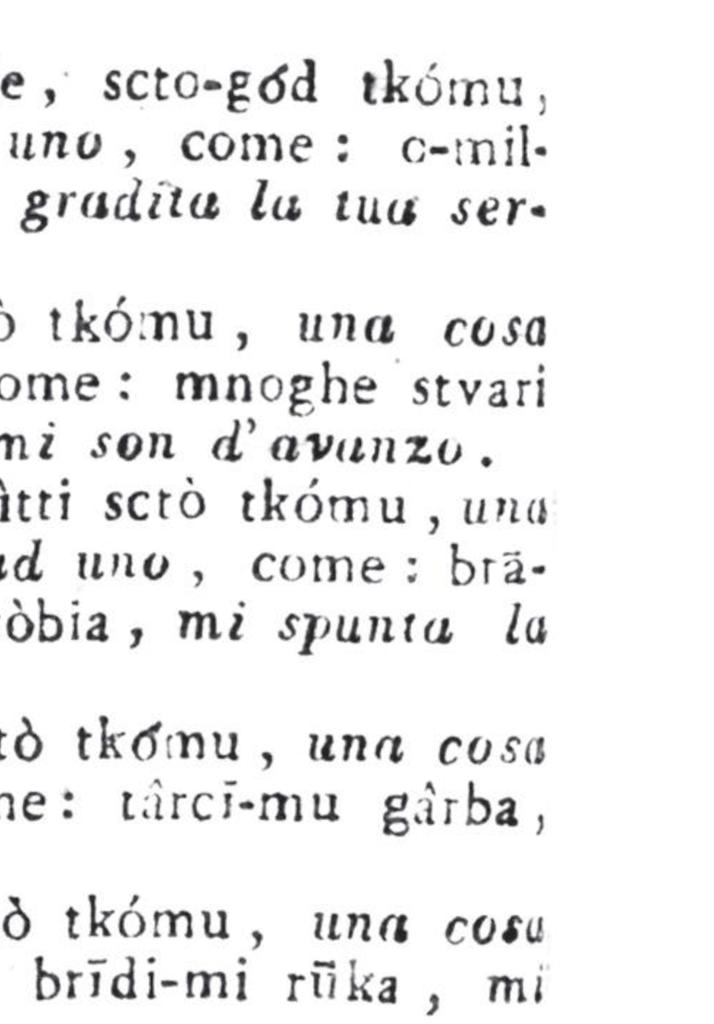 e, scto-gód tkómu,
uno, come: o-mil-
gradita la tua ser-
ò tkómu, una cosa
ome: mnoghe stvari
mi son d'avanzo.
ìtti sctò tkómu, una
ad uno, come: brā-
òbia, mi spunta la
tò tkómu, una cosa
ne: târcī-mu gârba,
ò tkómu, una cosa
brīdi-mi rūka, mi